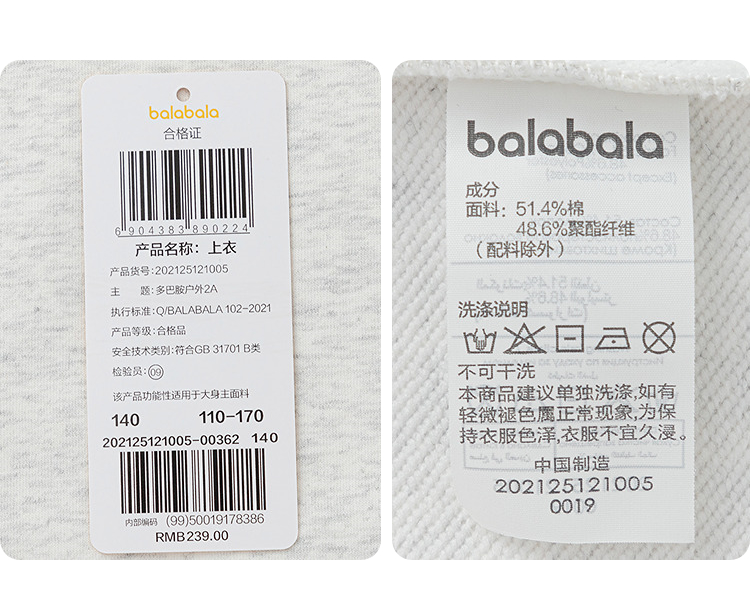 balabala
合格证
6 904383 890224
产品名称：上衣
产品货号：202125121005
主　　题：多巴胺户外2A
执行标准：Q/BALABALA 102-2021
产品等级：合格品
安全技术类别：符合GB 31701 B类
检验员：09
该产品功能性适用于大身主面料
140 110-170
202125121005-00362 140
内部编码 (99)50019178386
RMB239.00
balabala
成分
面料：51.4%棉
48.6%聚酯纤维
（配料除外）
洗涤说明
不可干洗
本商品建议单独洗涤,如有
轻微褪色属正常现象,为保
持衣服色泽,衣服不宜久浸。
中国制造
202125121005
0019